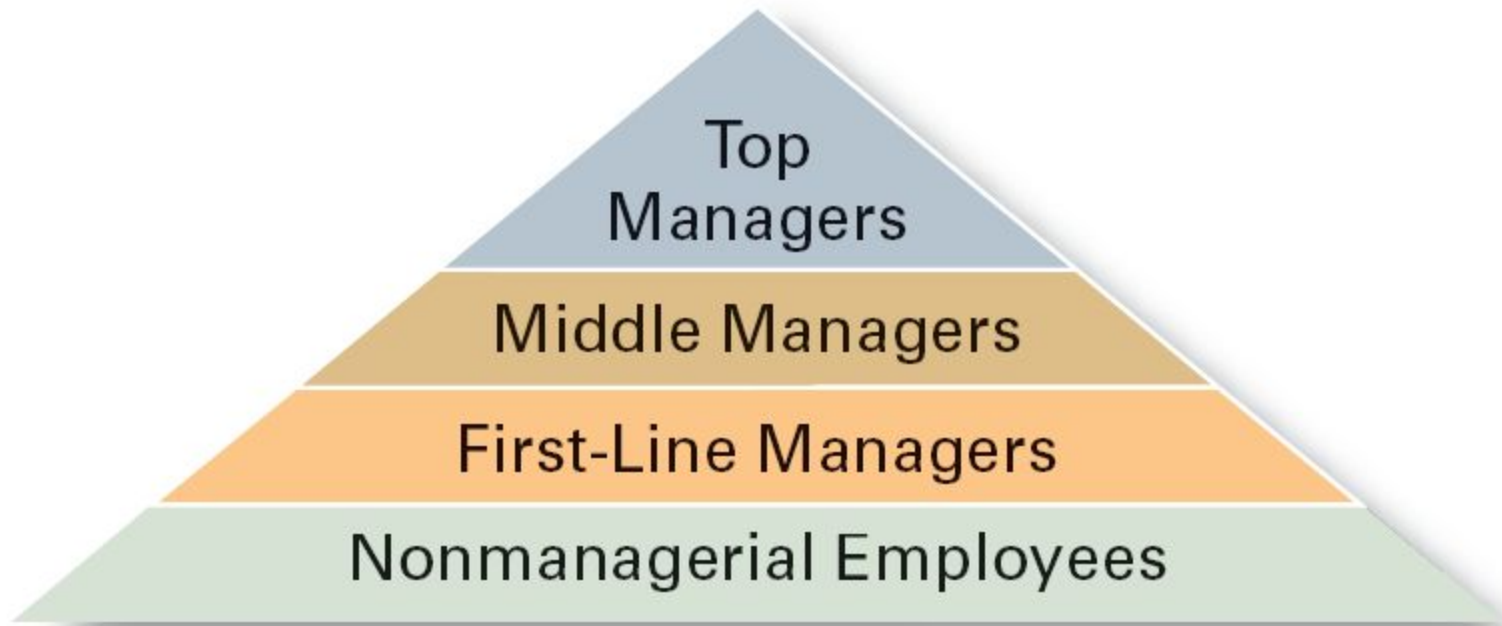 Top
Managers
Middle Managers
First-Line Managers
Nonmanagerial Employees